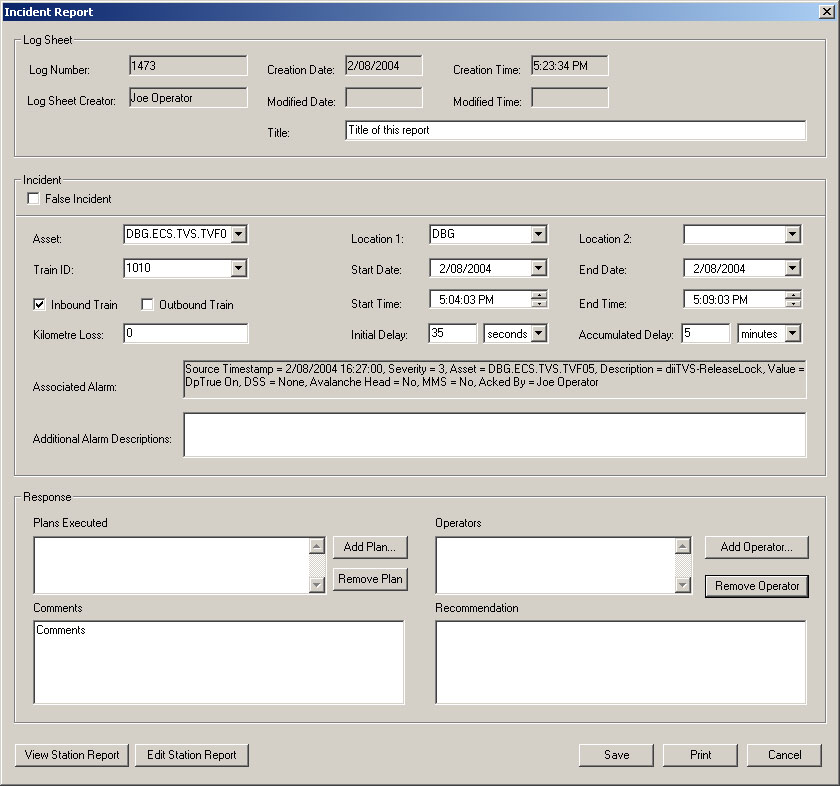 Incident Report
Log Sheet
Log Number: 1473 Creation Date: 2/08/2004 Creation Time: 5:23:34 PM
Log Sheet Creator: Joe Operator Modified Date: Modified Time:
Title: Title of this report
Incident
False Incident
Asset: DBG.ECS.TVS.TVF0 Location 1: DBG Location 2:
Train ID: 1010 Start Date: 2/08/2004 End Date: 2/08/2004
Inbound Train Outbound Train Start Time: 5:04:03 PM End Time: 5:09:03 PM
Kilometre Loss: 0 Initial Delay: 35 seconds Accumulated Delay: 5 minutes
Associated Alarm:
Source Timestamp = 2/08/2004 16:27:00, Severity = 3, Asset = DBG.ECS.TVS.TVF05, Description = diiTVS-ReleaseLock, Value =
DpTrue On, DSS = None, Avalanche Head = No, MMS = No, Acked By = Joe Operator
Additional Alarm Descriptions:
Response
Plans Executed Operators
Add Plan... Add Operator...
Remove Plan Remove Operator
Comments Recommendation
Comments
View Station Report Edit Station Report Save Print Cancel